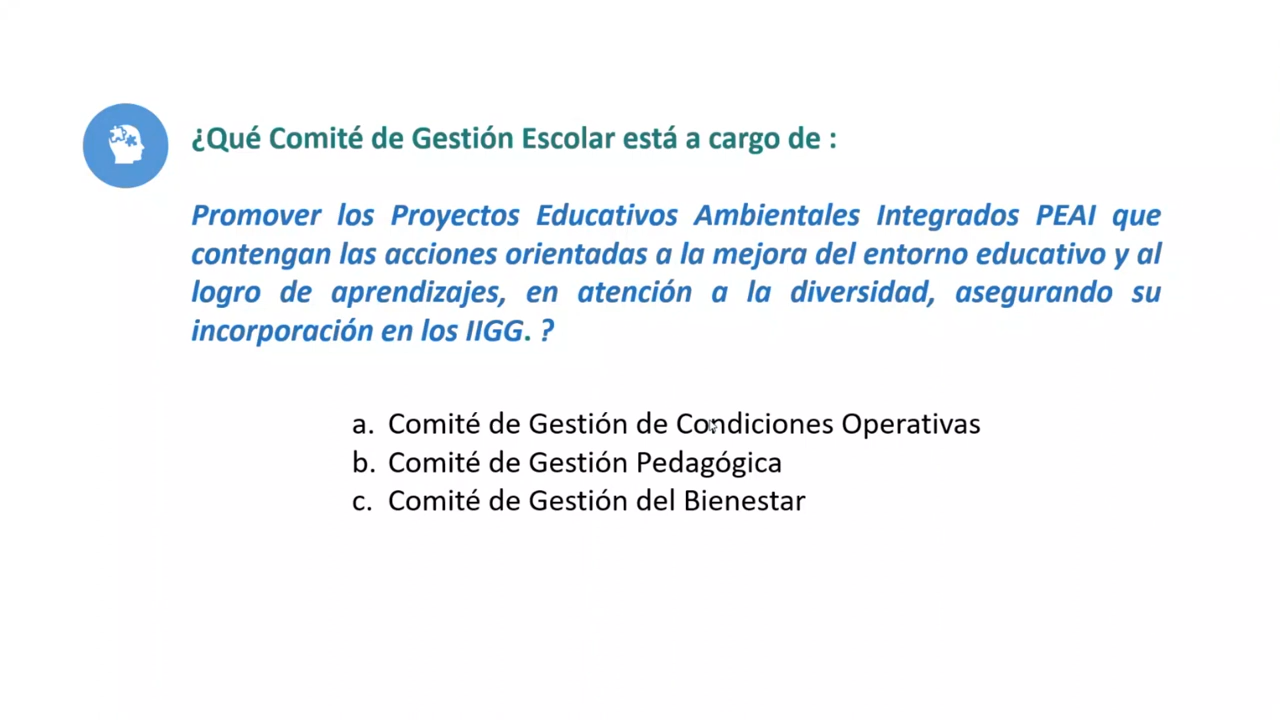 ¿Qué Comité de Gestión Escolar está a cargo de :
Promover los Proyectos Educativos Ambientales Integrados PEAI que
contengan las acciones orientadas a la mejora del entorno educativo y al
logro de aprendizajes, en atención a la diversidad, asegurando su
incorporación en los IIGG. ?
a. Comité de Gestión de Condiciones Operativas
b. Comité de Gestión Pedagógica
c. Comité de Gestión del Bienestar